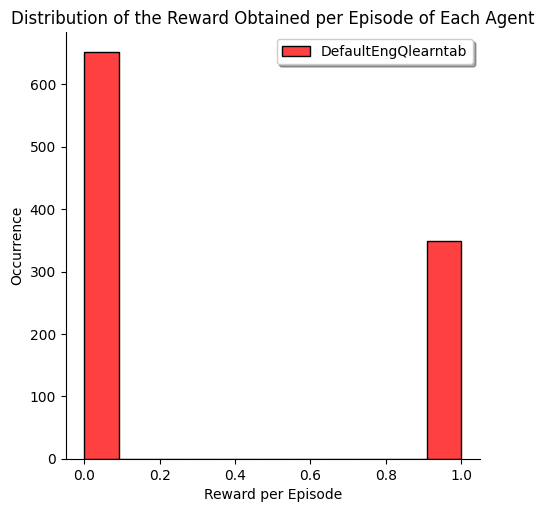 Distribution of the Reward Obtained per Episode of Each Agent
DefaultEngQlearntab
600
500
400
300
200
100
0
Occurrence
0.0 0.2 0.4 0.6 0.8 1.0
Reward per Episode